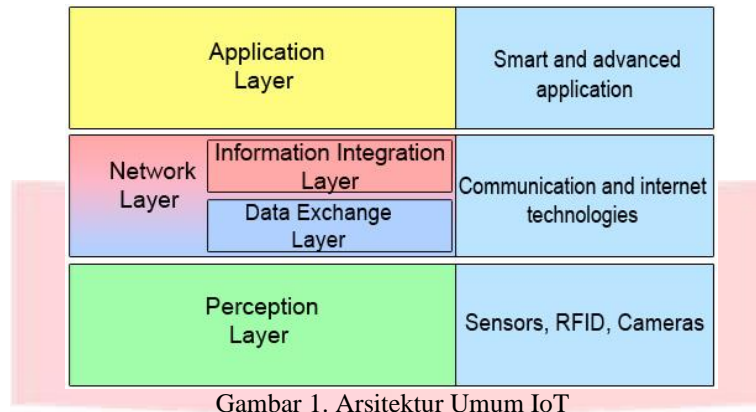 Application
Layer
Smart and advanced
application
Network
Layer
Information Integration
Layer
Data Exchange
Layer
Communication and internet
technologies
Perception
Layer
Sensors, RFID, Cameras
Gambar 1. Arsitektur Umum IoT